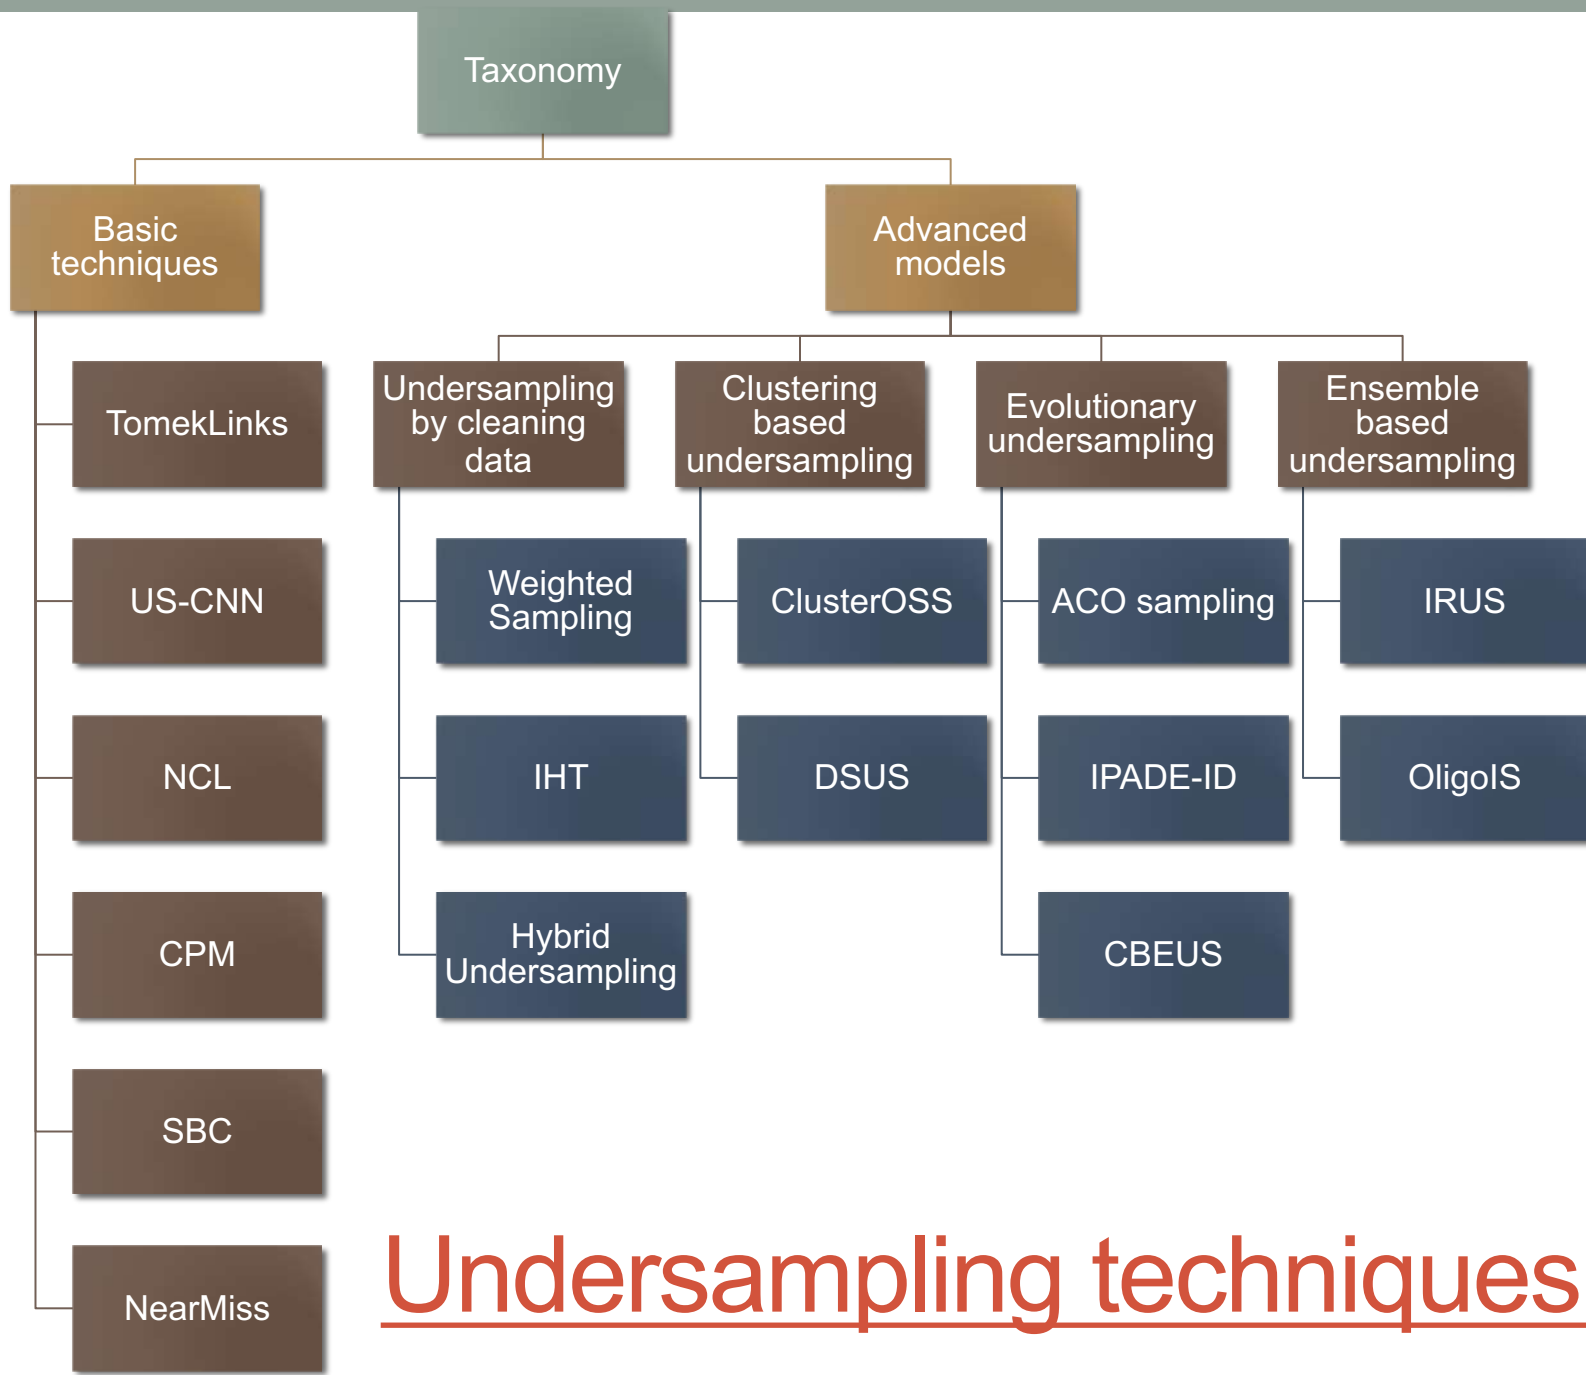 Taxonomy
Basic
techniques
Advanced
models
TomekLinks
US-CNN
NCL
CPM
SBC
NearMiss
Undersampling
by cleaning
data
Weighted
Sampling
IHT
Hybrid
Undersampling
Clustering
based
undersampling
ClusterOSS
DSUS
Evolutionary
undersampling
ACO sampling
IPADE-ID
CBEUS
Ensemble
based
undersampling
IRUS
OligoIS
Undersampling techniques